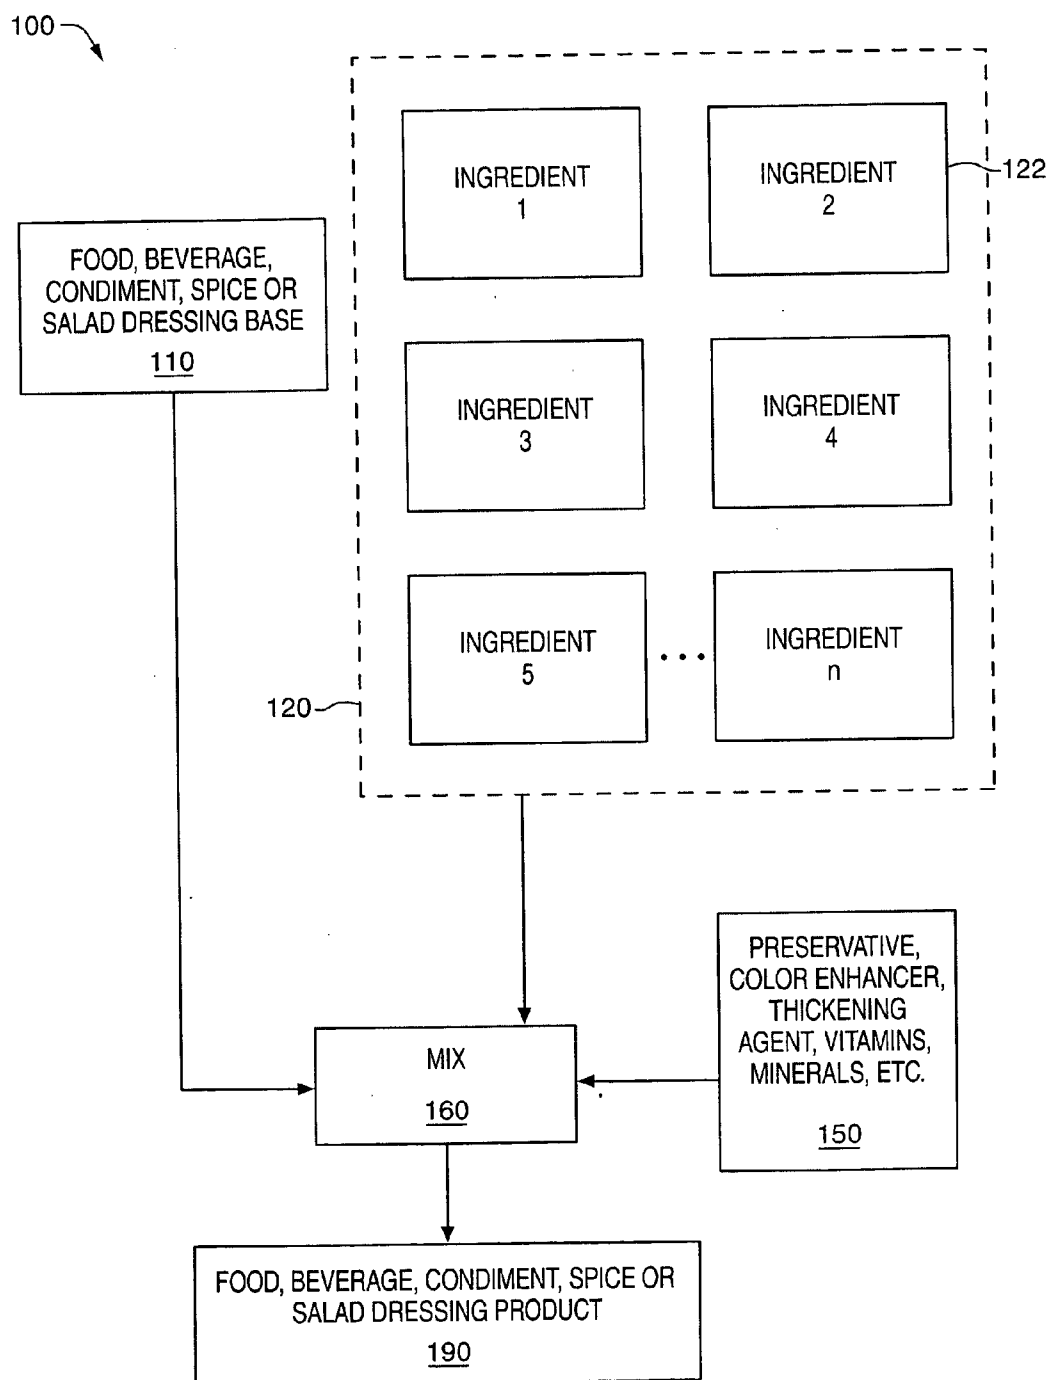 100
INGREDIENT
1
INGREDIENT
2
122
FOOD, BEVERAGE,
CONDIMENT, SPICE OR
SALAD DRESSING BASE
110
INGREDIENT
3
INGREDIENT
4
INGREDIENT
5
...
INGREDIENT
n
120
PRESERVATIVE,
COLOR ENHANCER,
THICKENING
AGENT, VITAMINS,
MINERALS, ETC.
150
MIX
160
FOOD, BEVERAGE, CONDIMENT, SPICE OR
SALAD DRESSING PRODUCT
190